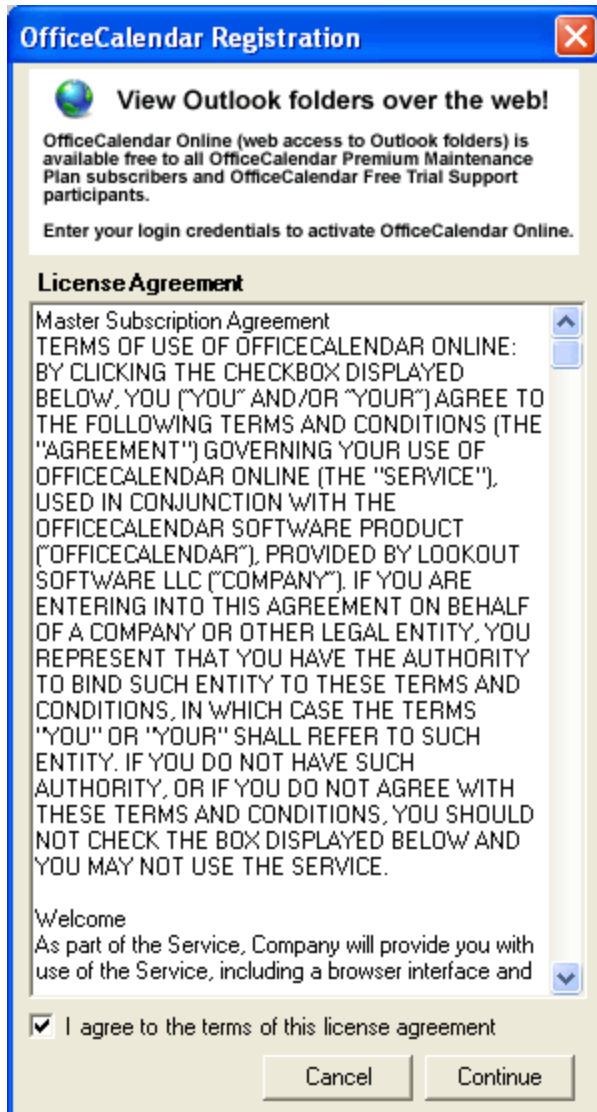 OfficeCalendar Registration
View Outlook folders over the web!
OfficeCalendar Online (web access to Outlook folders) is
available free to all OfficeCalendar Premium Maintenance
Plan subscribers and OfficeCalendar Free Trial Support
participants.
Enter your login credentials to activate OfficeCalendar Online.
License Agreement
Master Subscription Agreement
TERMS OF USE OF OFFICECALENDAR ONLINE:
BY CLICKING THE CHECKBOX DISPLAYED
BELOW, YOU ("YOU" AND/OR "YOUR") AGREE TO
THE FOLLOWING TERMS AND CONDITIONS (THE
"AGREEMENT") GOVERNING YOUR USE OF
OFFICECALENDAR ONLINE (THE "SERVICE"),
USED IN CONJUNCTION WITH THE
OFFICECALENDAR SOFTWARE PRODUCT
("OFFICECALENDAR"), PROVIDED BY LOOKOUT
SOFTWARE LLC ("COMPANY"). IF YOU ARE
ENTERING INTO THIS AGREEMENT ON BEHALF
OF A COMPANY OR OTHER LEGAL ENTITY, YOU
REPRESENT THAT YOU HAVE THE AUTHORITY
TO BIND SUCH ENTITY TO THESE TERMS AND
CONDITIONS, IN WHICH CASE THE TERMS
"YOU" OR "YOUR" SHALL REFER TO SUCH
ENTITY. IF YOU DO NOT HAVE SUCH
AUTHORITY, OR IF YOU DO NOT AGREE WITH
THESE TERMS AND CONDITIONS, YOU SHOULD
NOT CHECK THE BOX DISPLAYED BELOW AND
YOU MAY NOT USE THE SERVICE.
Welcome
As part of the Service, Company will provide you with
use of the Service, including a browser interface and
I agree to the terms of this license agreement
Cancel
Continue